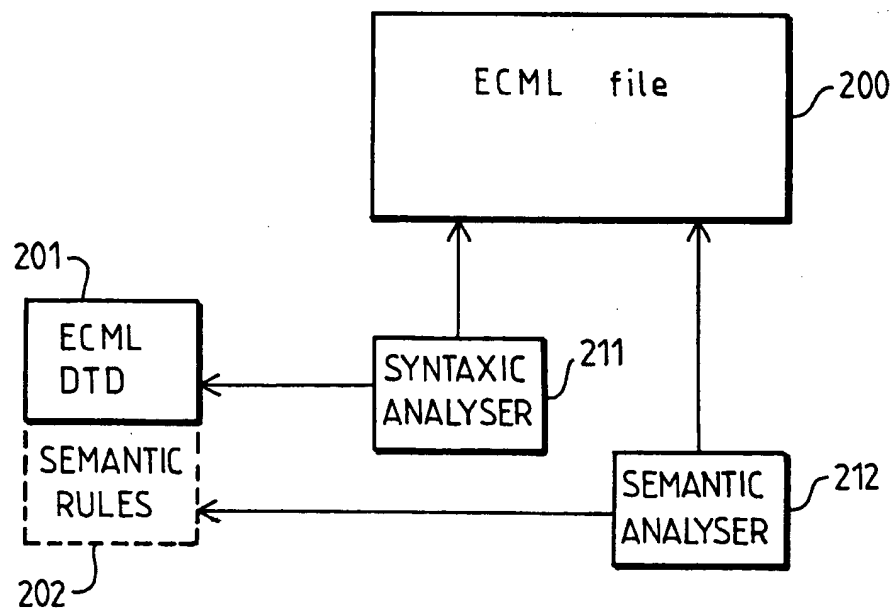 ECML file
200
201
ECML
DTD
SYNTAXIC
ANALYSER
211
SEMANTIC
RULES
SEMANTIC
ANALYSER
212
202